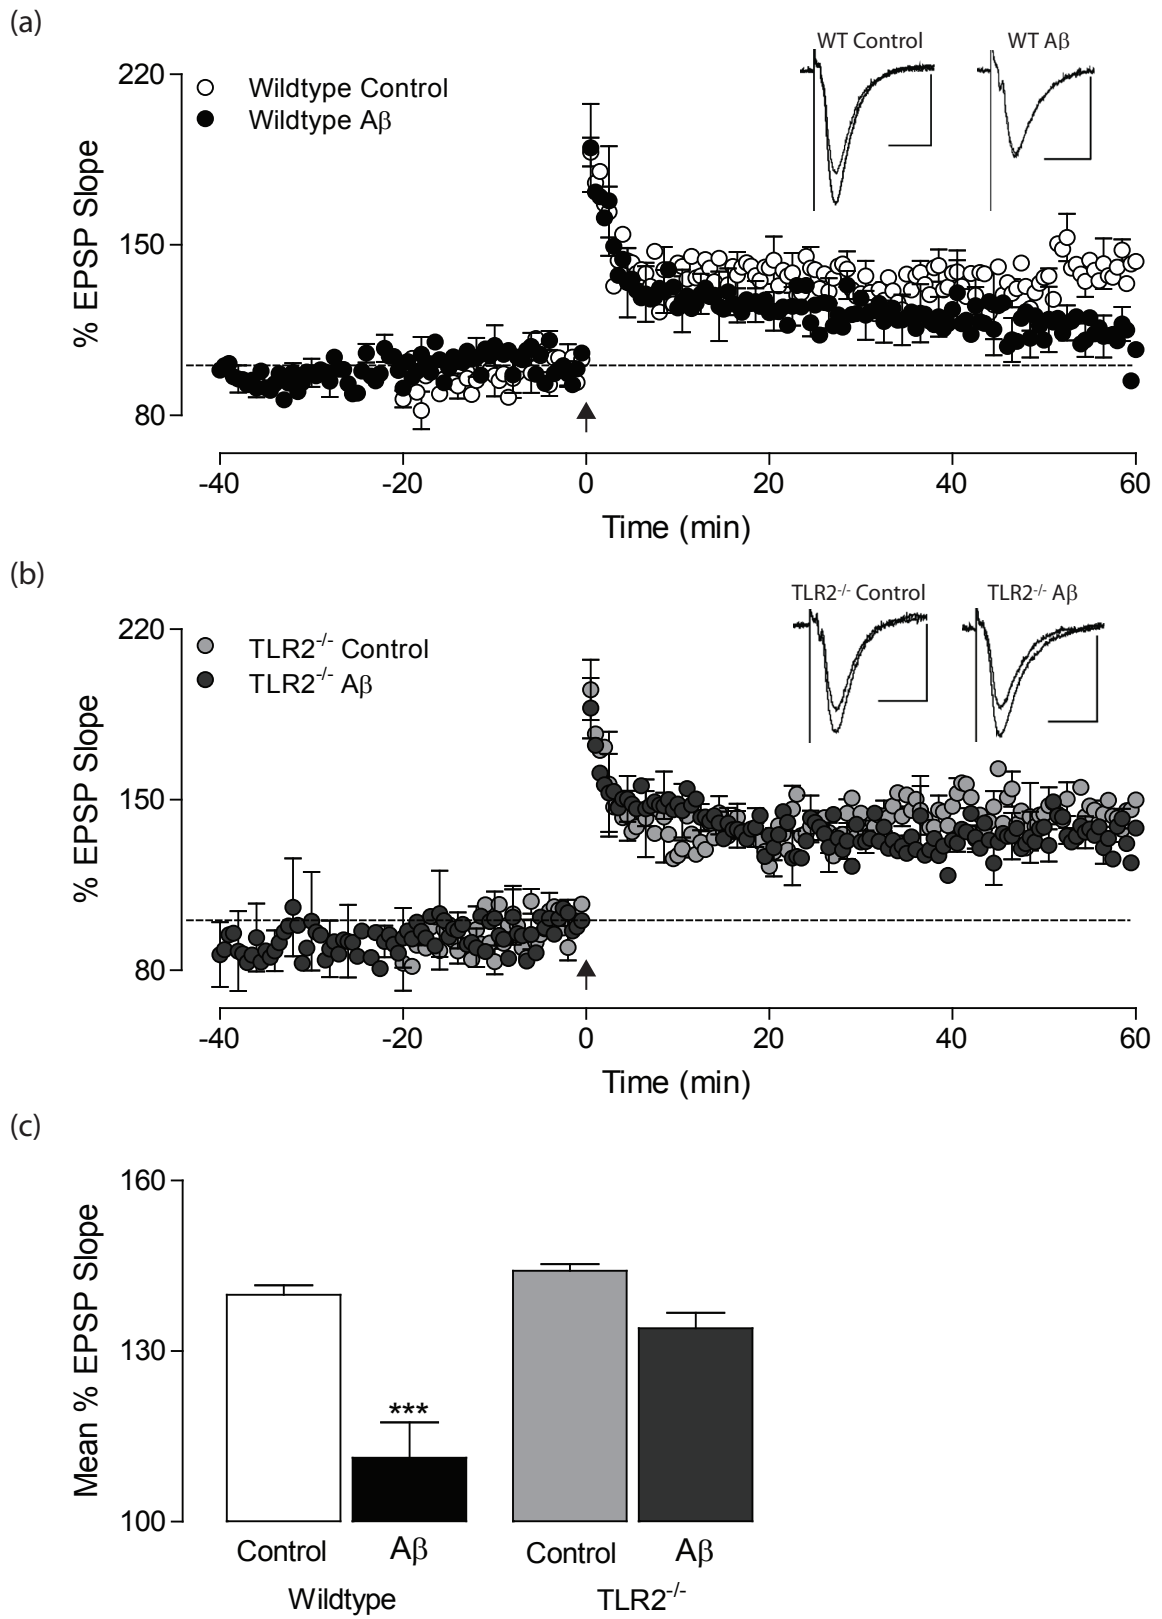 (a)
WT Control
WT Aβ
220
Wildtype Control
Wildtype Aβ
% EPSP Slope
150
80
-40
-20
0
20
40
60
Time (min)
(b)
TLR2-/- Control
TLR2-/- Aβ
220
TLR2-/- Control
TLR2-/- Aβ
% EPSP Slope
150
80
-40
-20
0
20
40
60
Time (min)
(c)
160
Mean % EPSP Slope
130
***
100
Control
Aβ
Control
Aβ
Wildtype
TLR2-/-